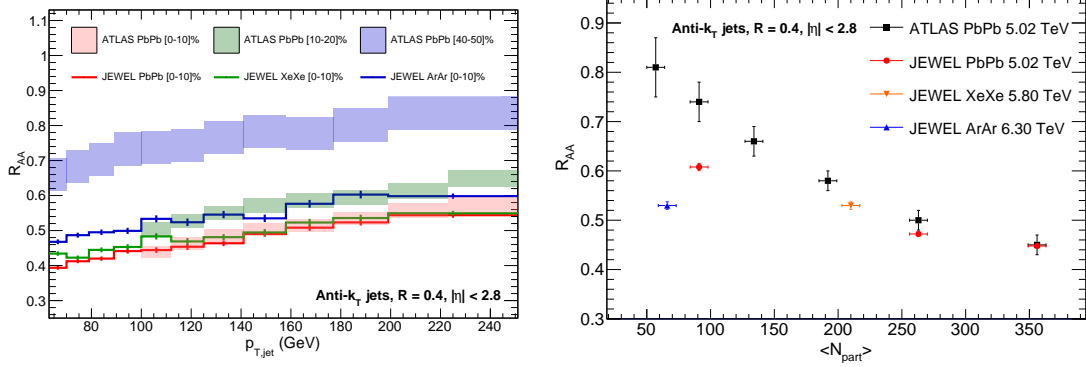 1.1
1
0.9
0.8
0.7
0.6
0.5
0.4
0.3
R_AA
ATLAS PbPb [0-10]%
ATLAS PbPb [10-20]%
ATLAS PbPb [40-50]%
JEWEL PbPb [0-10]%
JEWEL XeXe [0-10]%
JEWEL ArAr [0-10]%
Anti-k_T jets, R = 0.4, |η| < 2.8
80 100 120 140 160 180 200 220 240
p_T,jet (GeV)
0.9
0.8
0.7
0.6
0.5
0.4
0.3
R_AA
Anti-k_T jets, R = 0.4, |η| < 2.8
ATLAS PbPb 5.02 TeV
JEWEL PbPb 5.02 TeV
JEWEL XeXe 5.80 TeV
JEWEL ArAr 6.30 TeV
50 100 150 200 250 300 350
<N_part>